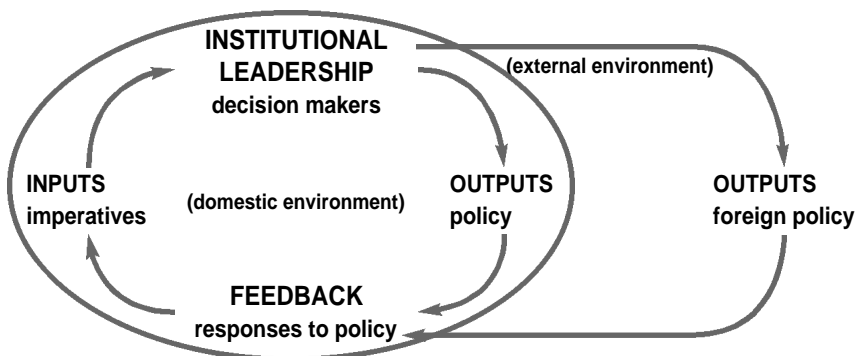 INSTITUTIONAL
LEADERSHIP
decision makers
(external environment)
INPUTS
imperatives
(domestic environment)
OUTPUTS
policy
OUTPUTS
foreign policy
FEEDBACK
responses to policy